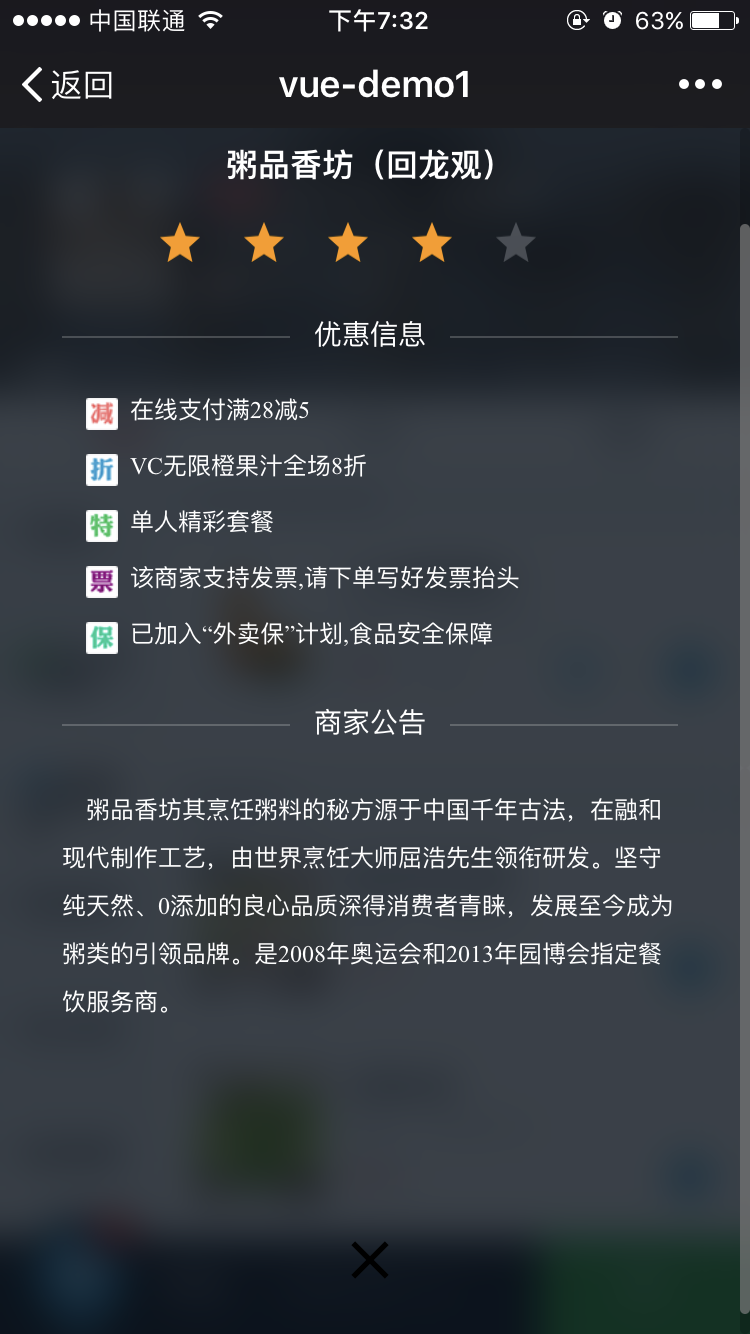 中国联通 下午7:32 63%
返回 vue-demo1
粥品香坊（回龙观）
优惠信息
减 在线支付满28减5
折 VC无限橙果汁全场8折
特 单人精彩套餐
票 该商家支持发票,请下单写好发票抬头
保 已加入“外卖保”计划,食品安全保障
商家公告
粥品香坊其烹饪粥料的秘方源于中国千年古法，在融和
现代制作工艺，由世界烹饪大师屈浩先生领衔研发。坚守
纯天然、0添加的良心品质深得消费者青睐，发展至今成为
粥类的引领品牌。是2008年奥运会和2013年园博会指定餐
饮服务商。